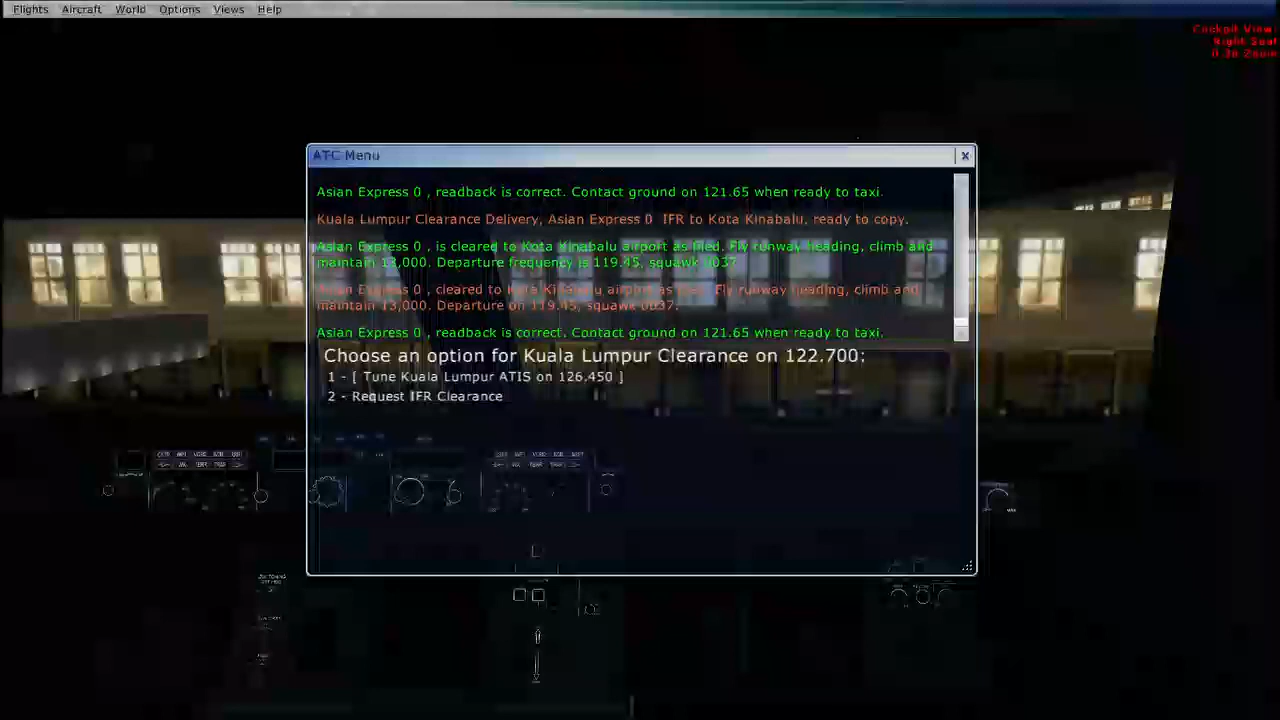 Flights Aircraft World Options Views Help
Cockpit View,
Right Seat
0.30 Zoom
ATC Menu
Asian Express 0 , readback is correct. Contact ground on 121.65 when ready to taxi.
Kuala Lumpur Clearance Delivery, Asian Express 0 IFR to Kota Kinabalu, ready to copy.
Asian Express 0 , is cleared to Kota Kinabalu airport as filed. Fly runway heading, climb and
maintain 13,000. Departure frequency is 119.45, squawk 0037.
Asian Express 0 , cleared to Kota Kinabalu airport as filed. Fly runway heading, climb and
maintain 13,000. Departure on 119.45, squawk 0037.
Asian Express 0 , readback is correct. Contact ground on 121.65 when ready to taxi.
Choose an option for Kuala Lumpur Clearance on 122.700:
1 - [ Tune Kuala Lumpur ATIS on 126.450 ]
2 - Request IFR Clearance